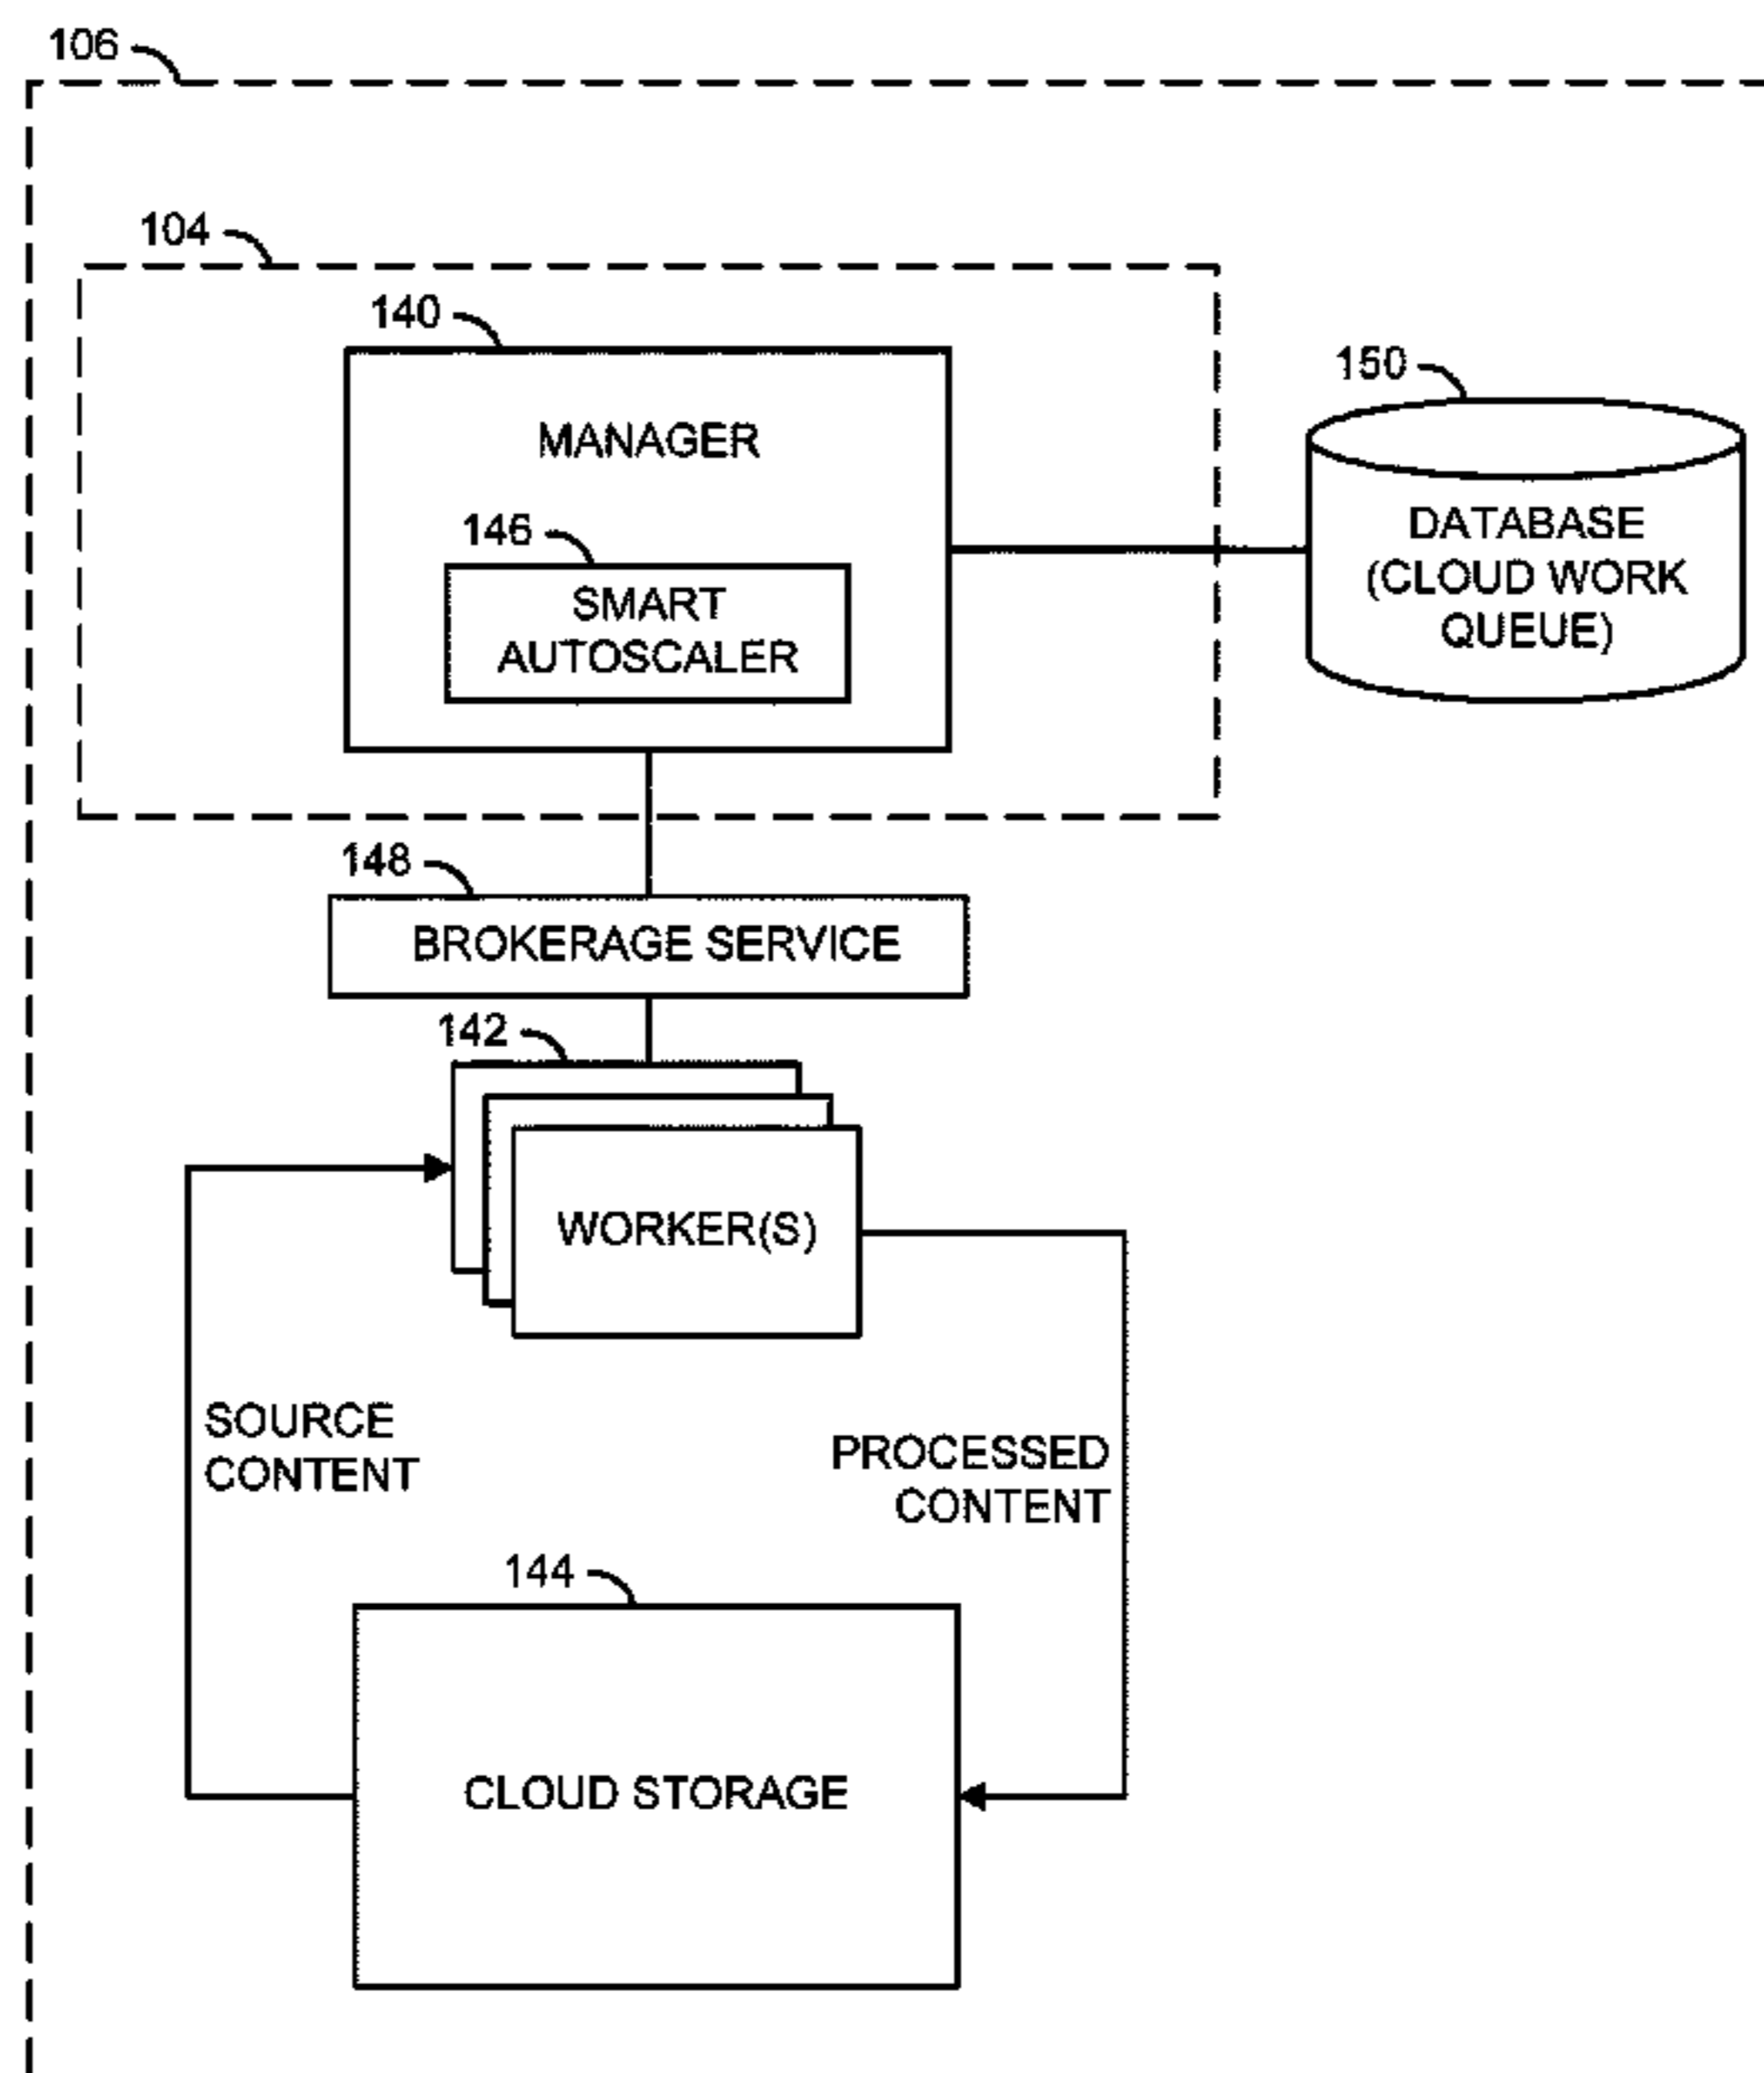 106
104
140
MANAGER
146
SMART
AUTOSCALER
150
DATABASE
(CLOUD WORK
QUEUE)
148
BROKERAGE SERVICE
142
WORKER(S)
SOURCE
CONTENT
PROCESSED
CONTENT
144
CLOUD STORAGE